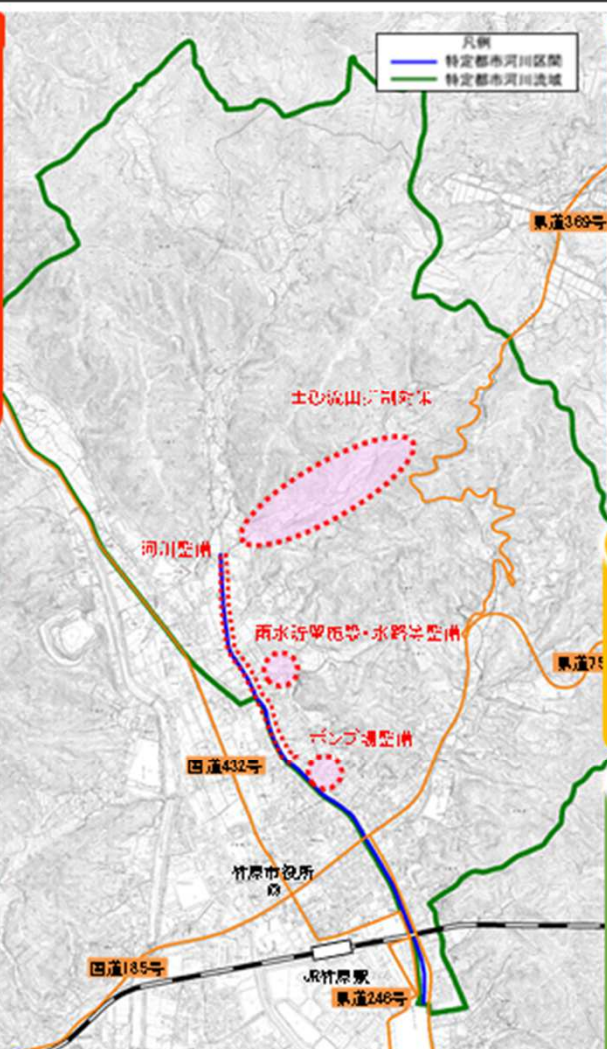 凡例
特定都市河川区間
特定都市河川流域
県道369号
土砂流出抑制対策
河川整備
雨水貯留施設・水路等整備
県道75
ポンプ場整備
国道432号
竹原市役所
国道185号
JR竹原駅
県道246号